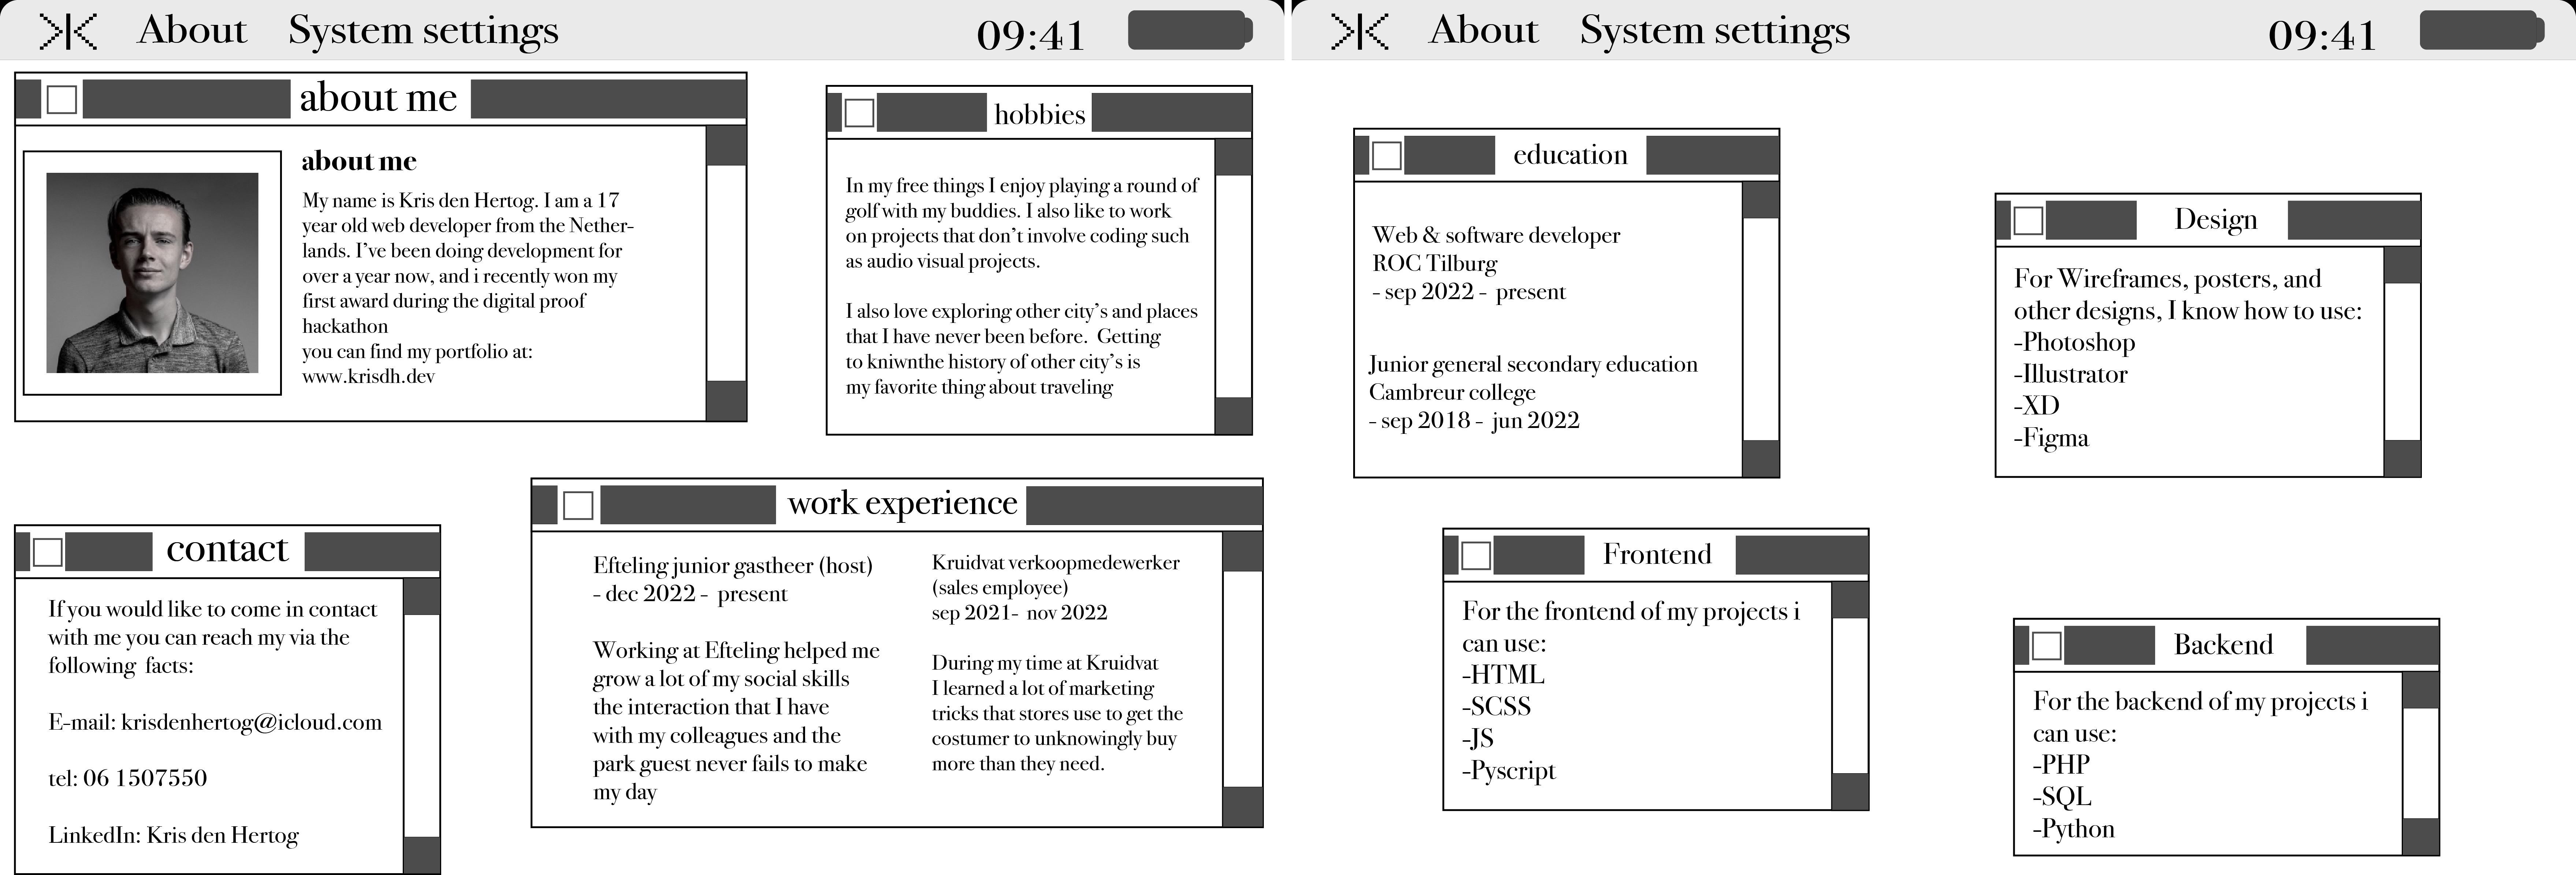 About System settings 09:41
about me
about me
My name is Kris den Hertog. I am a 17
year old web developer from the Nether-
lands. I've been doing development for
over a year now, and i recently won my
first award during the digital proof
hackathon
you can find my portfolio at:
www.krisdh.dev
hobbies
In my free things I enjoy playing a round of
golf with my buddies. I also like to work
on projects that don't involve coding such
as audio visual projects.
I also love exploring other city's and places
that I have never been before. Getting
to kniwnthe history of other city's is
my favorite thing about traveling
contact
If you would like to come in contact
with me you can reach my via the
following facts:
E-mail: krisdenhertog@icloud.com
tel: 06 1507550
LinkedIn: Kris den Hertog
work experience
Efteling junior gastheer (host)
- dec 2022 - present
Working at Efteling helped me
grow a lot of my social skills
the interaction that I have
with my colleagues and the
park guest never fails to make
my day
Kruidvat verkoopmedewerker
(sales employee)
sep 2021- nov 2022
During my time at Kruidvat
I learned a lot of marketing
tricks that stores use to get the
costumer to unknowingly buy
more than they need.
About System settings 09:41
education
Web & software developer
ROC Tilburg
- sep 2022 - present
Junior general secondary education
Cambreur college
- sep 2018 - jun 2022
Design
For Wireframes, posters, and
other designs, I know how to use:
-Photoshop
-Illustrator
-XD
-Figma
Frontend
For the frontend of my projects i
can use:
-HTML
-SCSS
-JS
-Pyscript
Backend
For the backend of my projects i
can use:
-PHP
-SQL
-Python